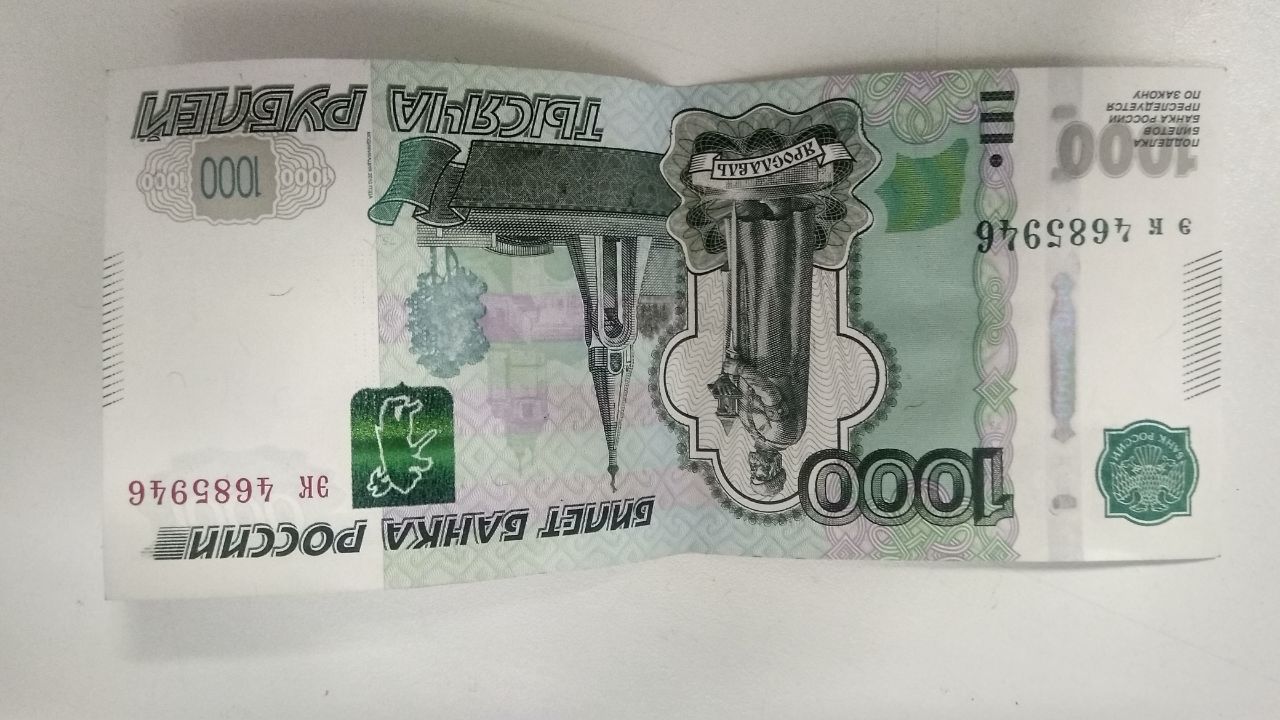 БИЛЕТ БАНКА РОССИИ
БАНК РОССИИ
1000
эк 4685946
эк 4685946
ЯРОСЛАВЛЬ
1000
ПОДДЕЛКА
БИЛЕТОВ
БАНКА РОССИИ
ПРЕСЛЕДУЕТСЯ
ПО ЗАКОНУ
1000
1000
1000
ТЫСЯЧА РУБЛЕЙ